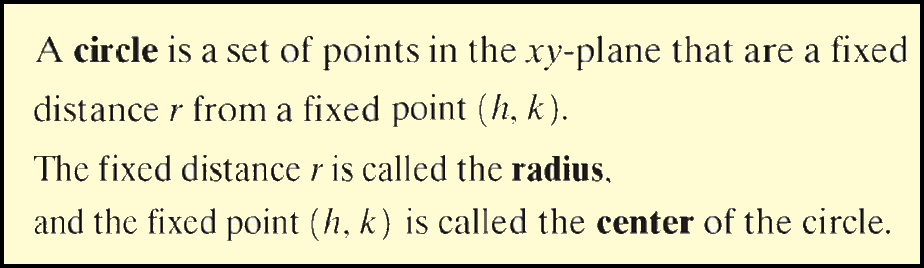 A circle is a set of points in the xy-plane that are a fixed
distance r from a fixed point (h, k).
The fixed distance r is called the radius,
and the fixed point (h, k) is called the center of the circle.